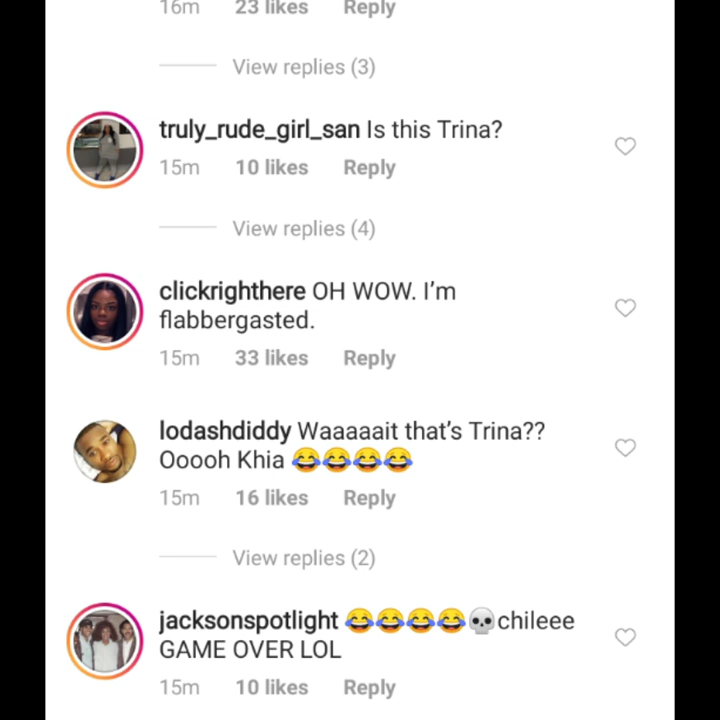 16m 23 likes Reply
View replies (3)
truly_rude_girl_san Is this Trina?
15m 10 likes Reply
View replies (4)
clickrighthere OH WOW. I'm
flabbergasted.
15m 33 likes Reply
lodashdiddy Waaaaait that's Trina??
Ooooh Khia 😂😂😂😂
15m 16 likes Reply
View replies (2)
jacksonspotlight 😂😂😂😂💀chileee
GAME OVER LOL
15m 10 likes Reply